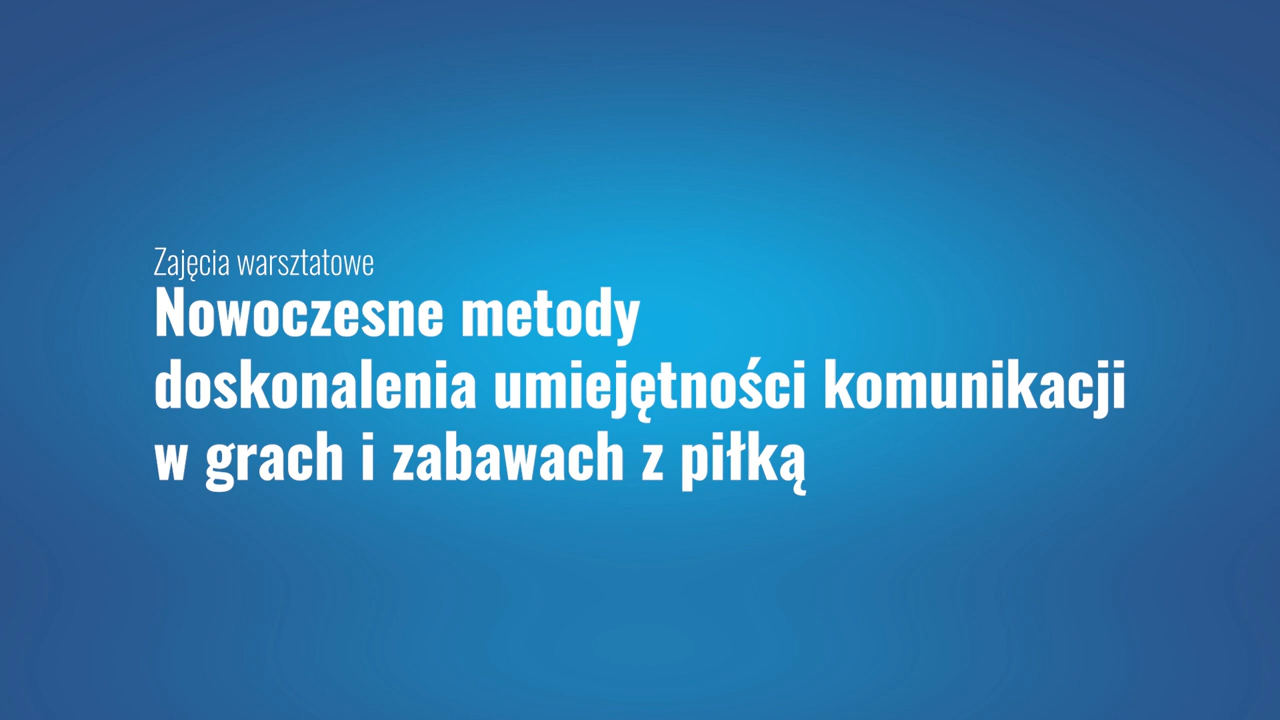 Zajęcia warsztatowe
Nowoczesne metody
doskonalenia umiejętności komunikacji
w grach i zabawach z piłką